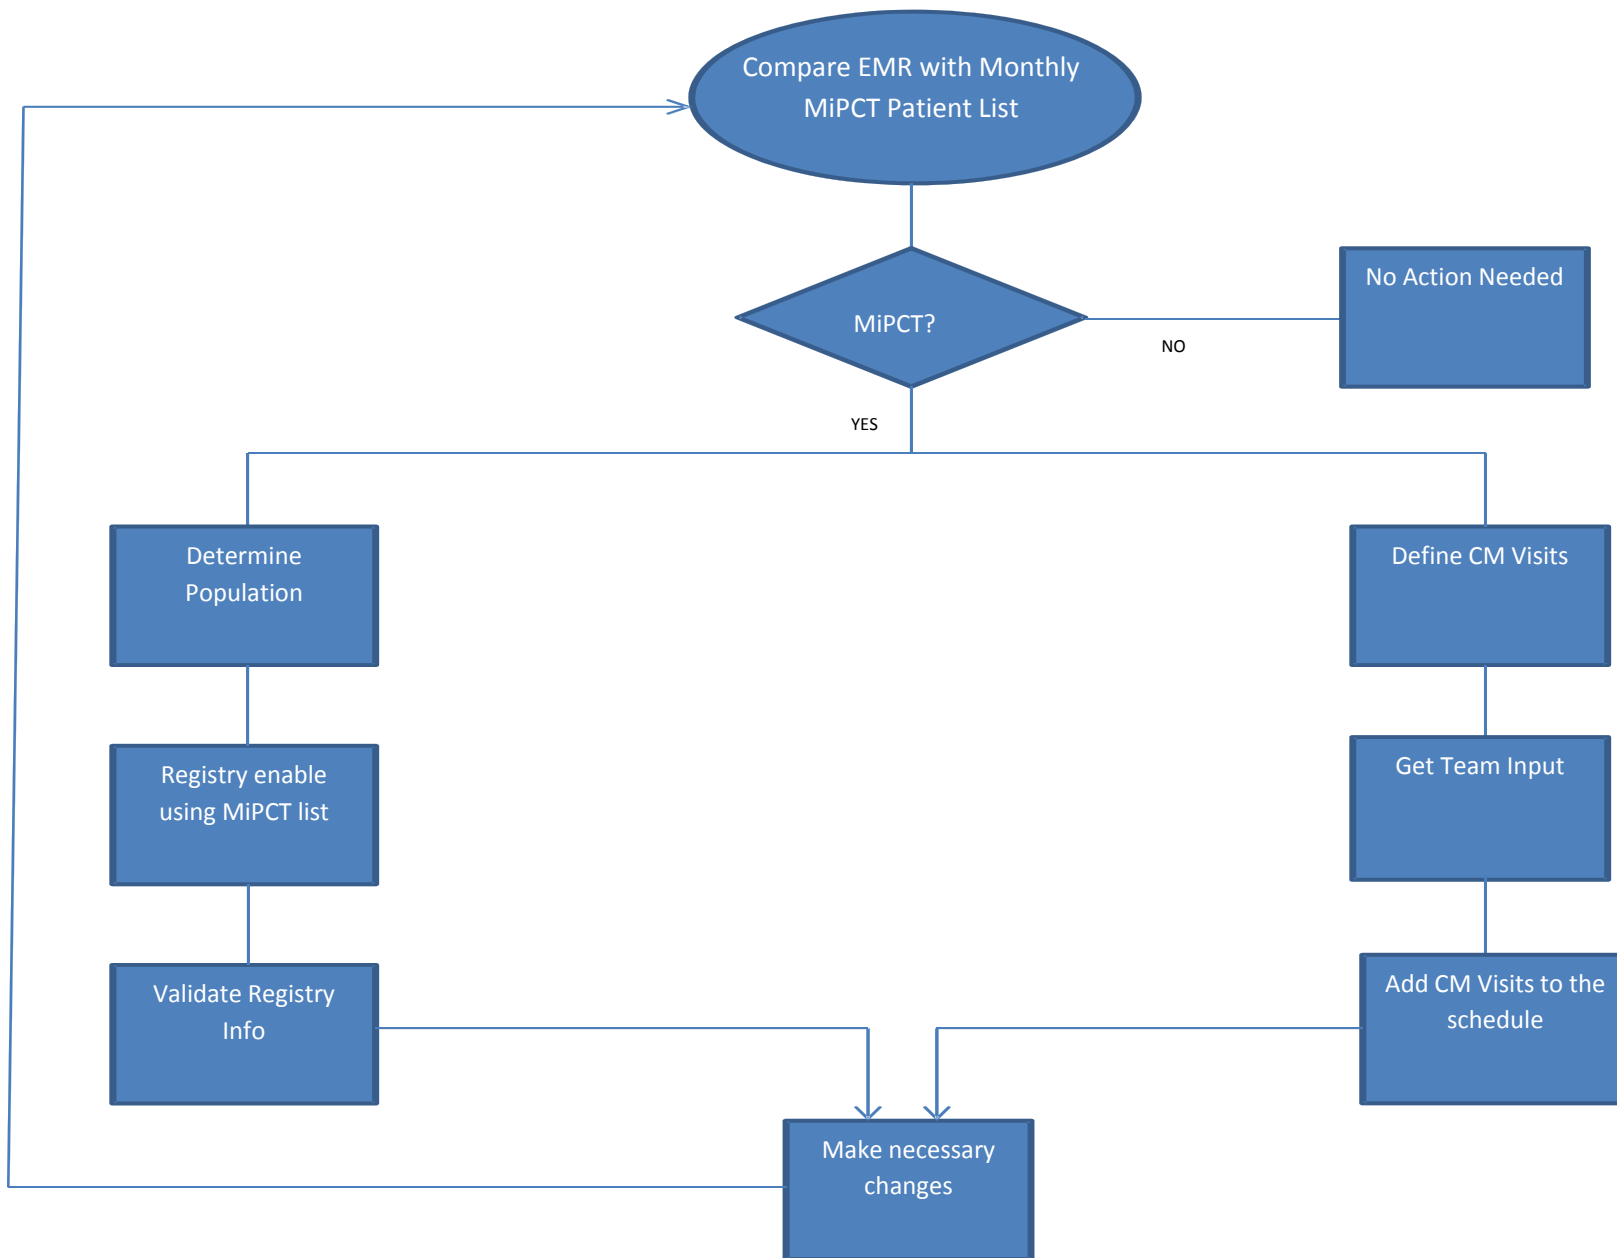 Compare EMR with Monthly
MiPCT Patient List
No Action Needed
MiPCT?
NO
YES
Determine
Population
Define CM Visits
Registry enable
using MiPCT list
Get Team Input
Validate Registry
Info
Add CM Visits to the
schedule
Make necessary
changes